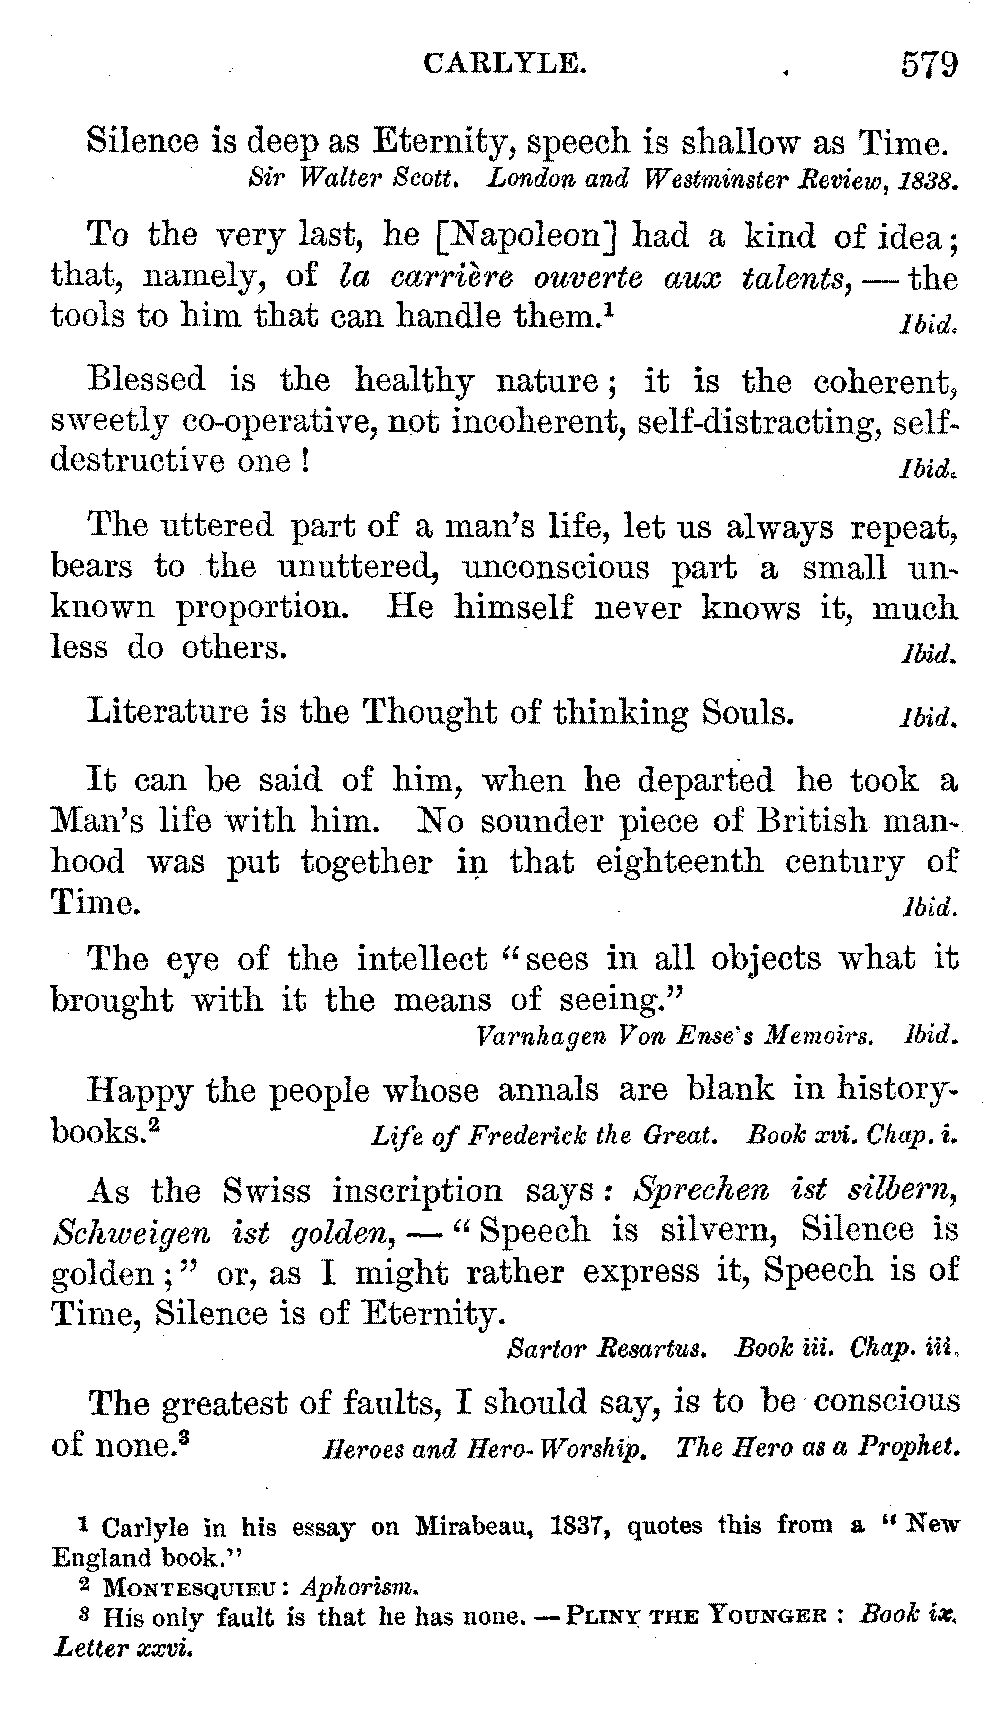 CARLYLE. 579
Silence is deep as Eternity, speech is shallow as Time.
Sir Walter Scott. London and Westminster Review, 1838.
To the very last, he [Napoleon] had a kind of idea;
that, namely, of la carrière ouverte aux talents, — the
tools to him that can handle them.¹ Ibid.
Blessed is the healthy nature; it is the coherent,
sweetly co-operative, not incoherent, self-distracting, self-
destructive one! Ibid.
The uttered part of a man's life, let us always repeat,
bears to the unuttered, unconscious part a small un-
known proportion. He himself never knows it, much
less do others. Ibid.
Literature is the Thought of thinking Souls. Ibid.
It can be said of him, when he departed he took a
Man's life with him. No sounder piece of British man-
hood was put together in that eighteenth century of
Time. Ibid.
The eye of the intellect "sees in all objects what it
brought with it the means of seeing."
Varnhagen Von Ense's Memoirs. Ibid.
Happy the people whose annals are blank in history-
books.² Life of Frederick the Great. Book xvi. Chap. i.
As the Swiss inscription says: Sprechen ist silbern,
Schweigen ist golden, — "Speech is silvern, Silence is
golden;" or, as I might rather express it, Speech is of
Time, Silence is of Eternity.
Sartor Resartus. Book iii. Chap. iii.
The greatest of faults, I should say, is to be conscious
of none.³ Heroes and Hero-Worship. The Hero as a Prophet.
1 Carlyle in his essay on Mirabeau, 1837, quotes this from a "New
England book."
2 MONTESQUIEU: Aphorism.
3 His only fault is that he has none. — PLINY THE YOUNGER: Book ix.
Letter xxvi.